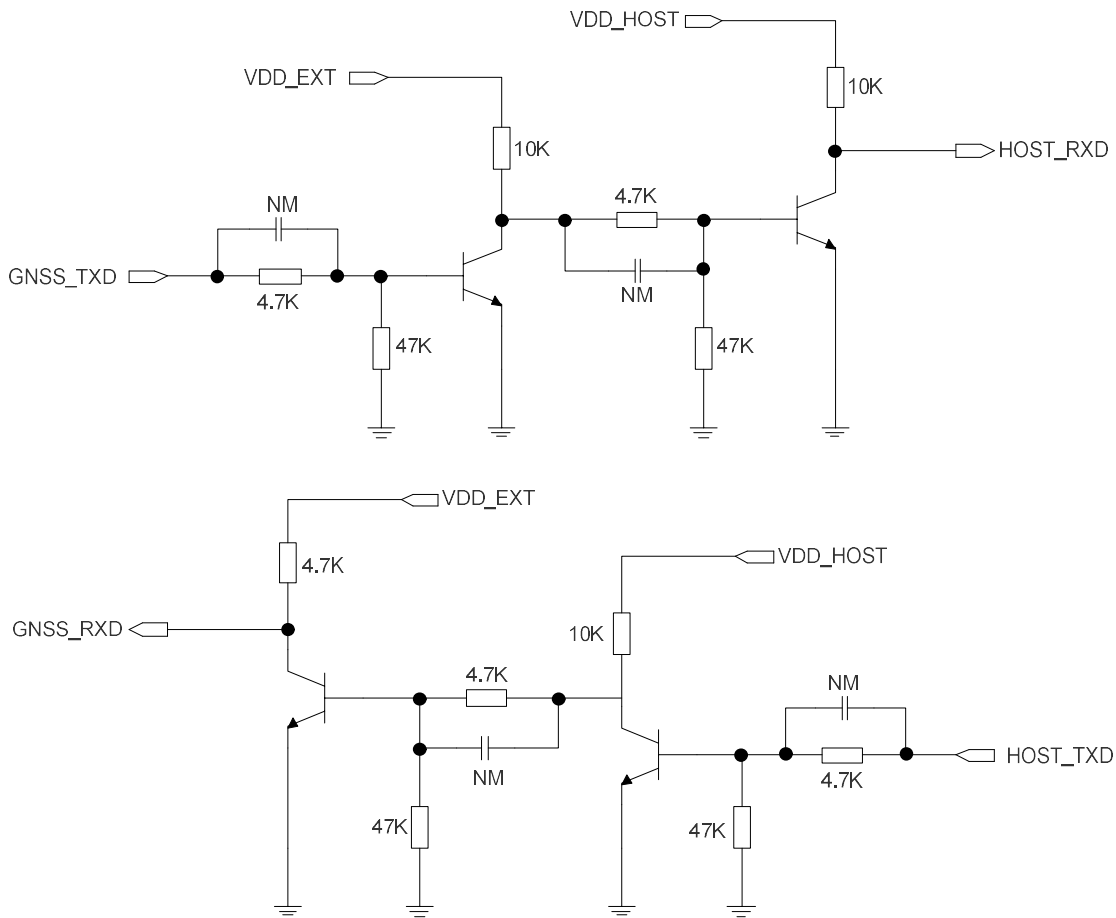 VDD_HOST
VDD_EXT
10K
10K
HOST_RXD
4.7K
NM
GNSS_TXD
4.7K
NM
47K
47K
VDD_EXT
4.7K
VDD_HOST
GNSS_RXD
10K
4.7K
NM
NM
4.7K
HOST_TXD
47K
47K